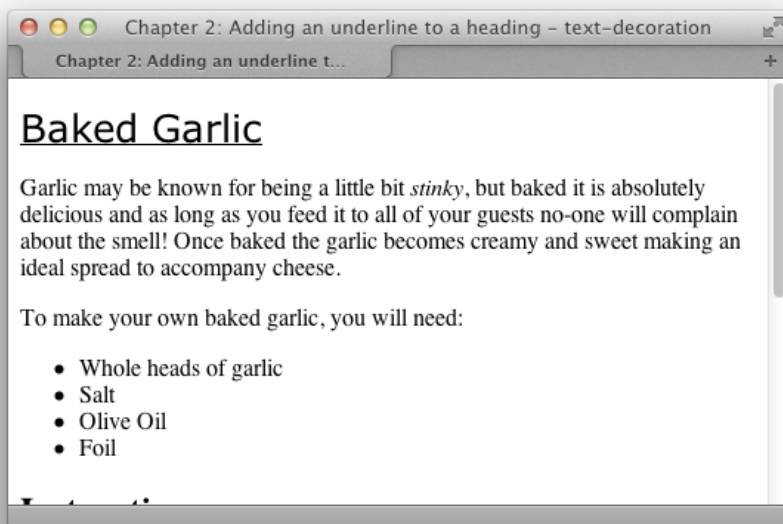 Chapter 2: Adding an underline to a heading – text-decoration
Chapter 2: Adding an underline t...
+
Baked Garlic
Garlic may be known for being a little bit stinky, but baked it is absolutely
delicious and as long as you feed it to all of your guests no-one will complain
about the smell! Once baked the garlic becomes creamy and sweet making an
ideal spread to accompany cheese.
To make your own baked garlic, you will need:
• Whole heads of garlic
• Salt
• Olive Oil
• Foil